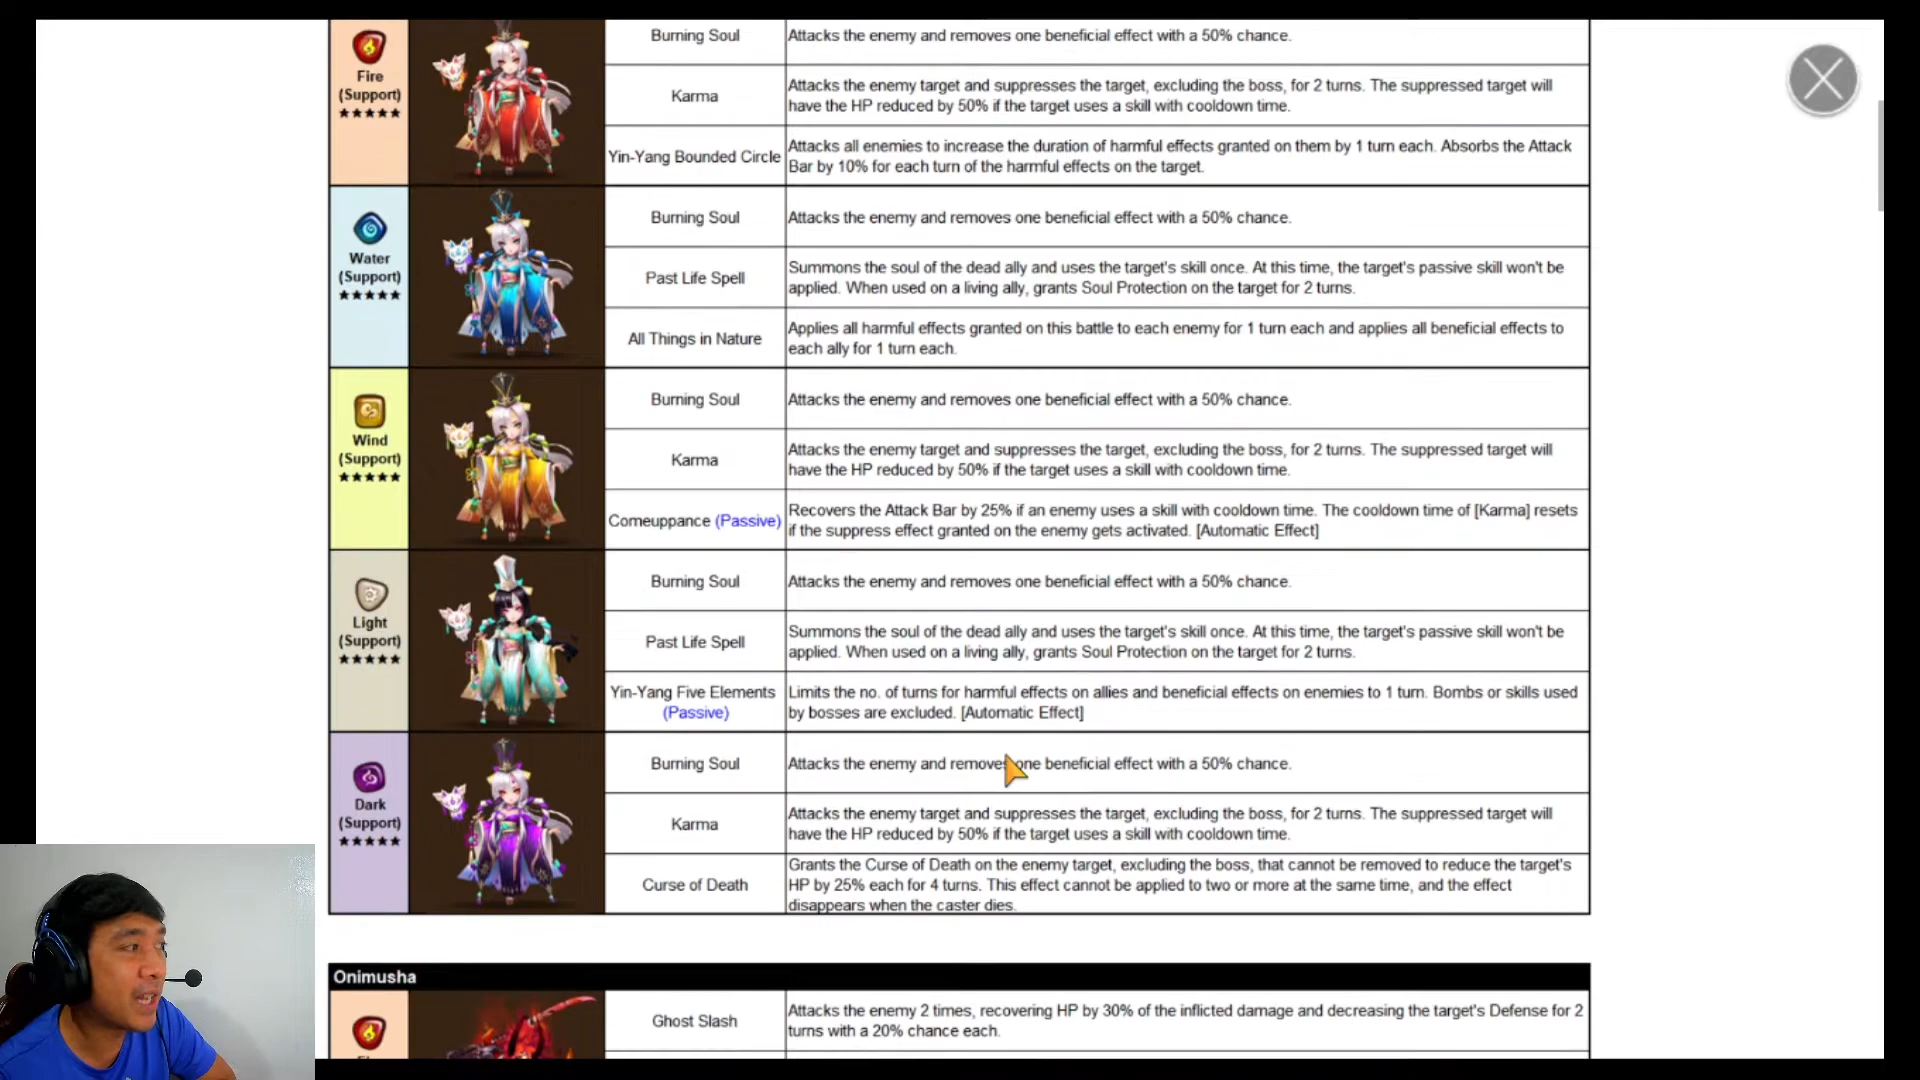 Burning Soul
Attacks the enemy and removes one beneficial effect with a 50% chance.
Fire
(Support)
★★★★★
Karma
Attacks the enemy target and suppresses the target, excluding the boss, for 2 turns. The suppressed target will
have the HP reduced by 50% if the target uses a skill with cooldown time.
Yin-Yang Bounded Circle
Attacks all enemies to increase the duration of harmful effects granted on them by 1 turn each. Absorbs the Attack
Bar by 10% for each turn of the harmful effects on the target.
Water
(Support)
★★★★★
Burning Soul
Attacks the enemy and removes one beneficial effect with a 50% chance.
Past Life Spell
Summons the soul of the dead ally and uses the target's skill once. At this time, the target's passive skill won't be
applied. When used on a living ally, grants Soul Protection on the target for 2 turns.
All Things in Nature
Applies all harmful effects granted on this battle to each enemy for 1 turn each and applies all beneficial effects to
each ally for 1 turn each.
Wind
(Support)
★★★★★
Burning Soul
Attacks the enemy and removes one beneficial effect with a 50% chance.
Karma
Attacks the enemy target and suppresses the target, excluding the boss, for 2 turns. The suppressed target will
have the HP reduced by 50% if the target uses a skill with cooldown time.
Comeuppance (Passive)
Recovers the Attack Bar by 25% if an enemy uses a skill with cooldown time. The cooldown time of [Karma] resets
if the suppress effect granted on the enemy gets activated. [Automatic Effect]
Light
(Support)
★★★★★
Burning Soul
Attacks the enemy and removes one beneficial effect with a 50% chance.
Past Life Spell
Summons the soul of the dead ally and uses the target's skill once. At this time, the target's passive skill won't be
applied. When used on a living ally, grants Soul Protection on the target for 2 turns.
Yin-Yang Five Elements
(Passive)
Limits the no. of turns for harmful effects on allies and beneficial effects on enemies to 1 turn. Bombs or skills used
by bosses are excluded. [Automatic Effect]
Dark
(Support)
★★★★★
Burning Soul
Attacks the enemy and removes one beneficial effect with a 50% chance.
Karma
Attacks the enemy target and suppresses the target, excluding the boss, for 2 turns. The suppressed target will
have the HP reduced by 50% if the target uses a skill with cooldown time.
Curse of Death
Grants the Curse of Death on the enemy target, excluding the boss, that cannot be removed to reduce the target's
HP by 25% each for 4 turns. This effect cannot be applied to two or more at the same time, and the effect
disappears when the caster dies.
Onimusha
Ghost Slash
Attacks the enemy 2 times, recovering HP by 30% of the inflicted damage and decreasing the target's Defense for 2
turns with a 20% chance each.